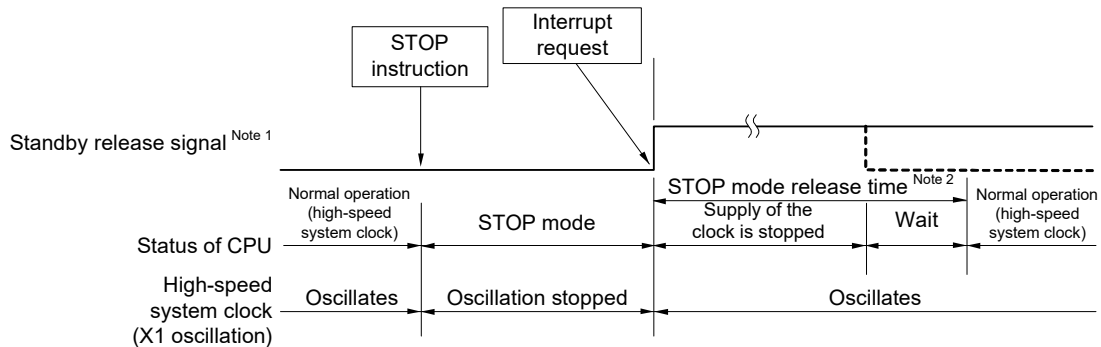 Interrupt
request
STOP
instruction
Standby release signal Note 1
STOP mode release time Note 2
Normal operation
(high-speed
system clock)
STOP mode
Supply of the
clock is stopped
Wait
Normal operation
(high-speed
system clock)
Status of CPU
High-speed
system clock
(X1 oscillation)
Oscillates
Oscillation stopped
Oscillates